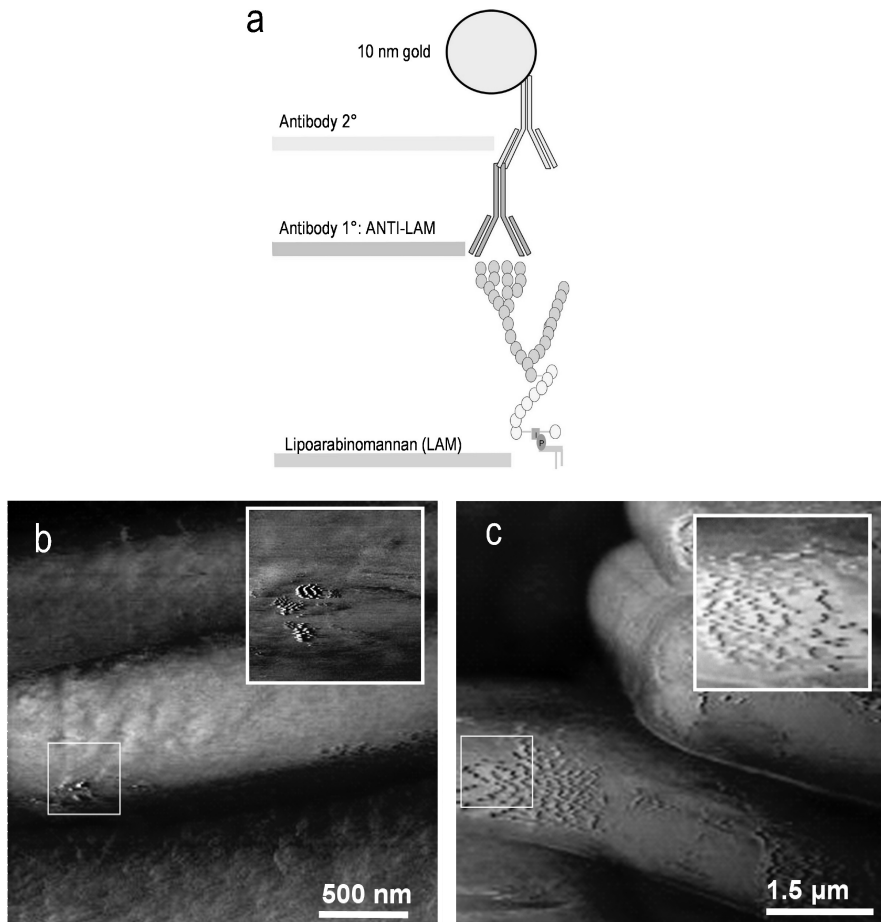 a
10 nm gold
Antibody 2°
Antibody 1°: ANTI-LAM
I
P
Lipoarabinomannan (LAM)
b
c
500 nm
1.5 µm